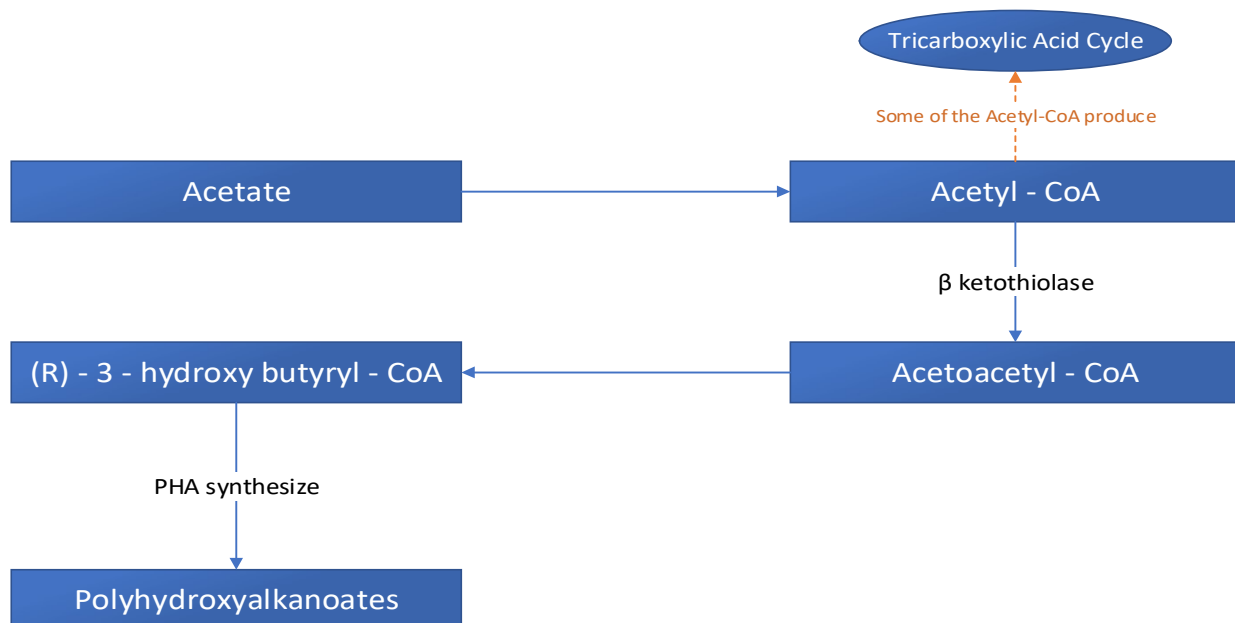 Tricarboxylic Acid Cycle
Some of the Acetyl-CoA produce
Acetate
Acetyl - CoA
β ketothiolase
(R) - 3 - hydroxy butyryl - CoA
Acetoacetyl - CoA
PHA synthesize
Polyhydroxyalkanoates